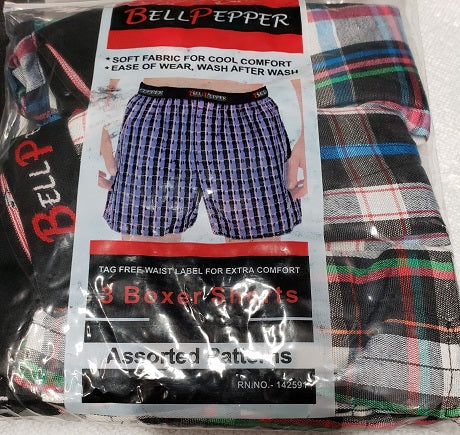 BELLPEPPER
* SOFT FABRIC FOR COOL COMFORT
* EASE OF WEAR, WASH AFTER WASH
BELLPEPPER
BELLP
TAG FREE WAIST LABEL FOR EXTRA COMFORT
3 Boxer Shorts
Assorted Patterns
RN.NO.- 142591